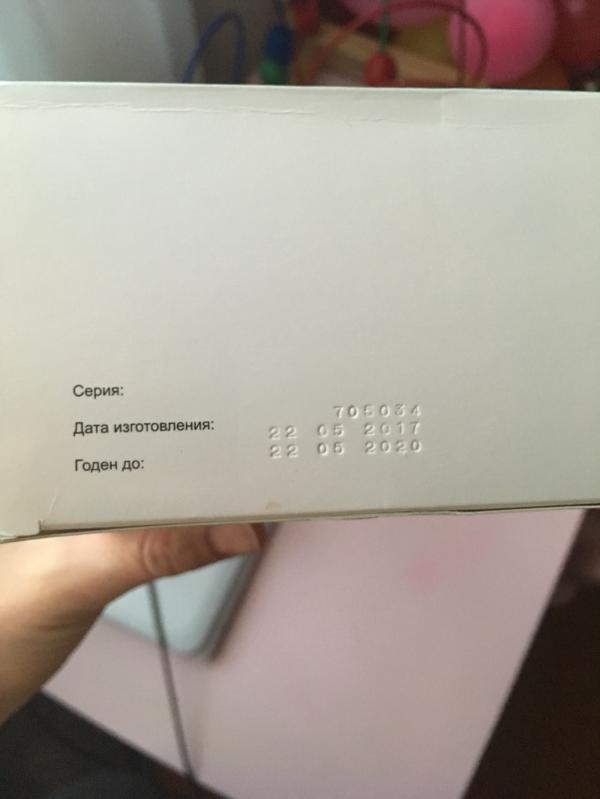 Серия:
705034
Дата изготовления:
22 05 2017
Годен до:
22 05 2020